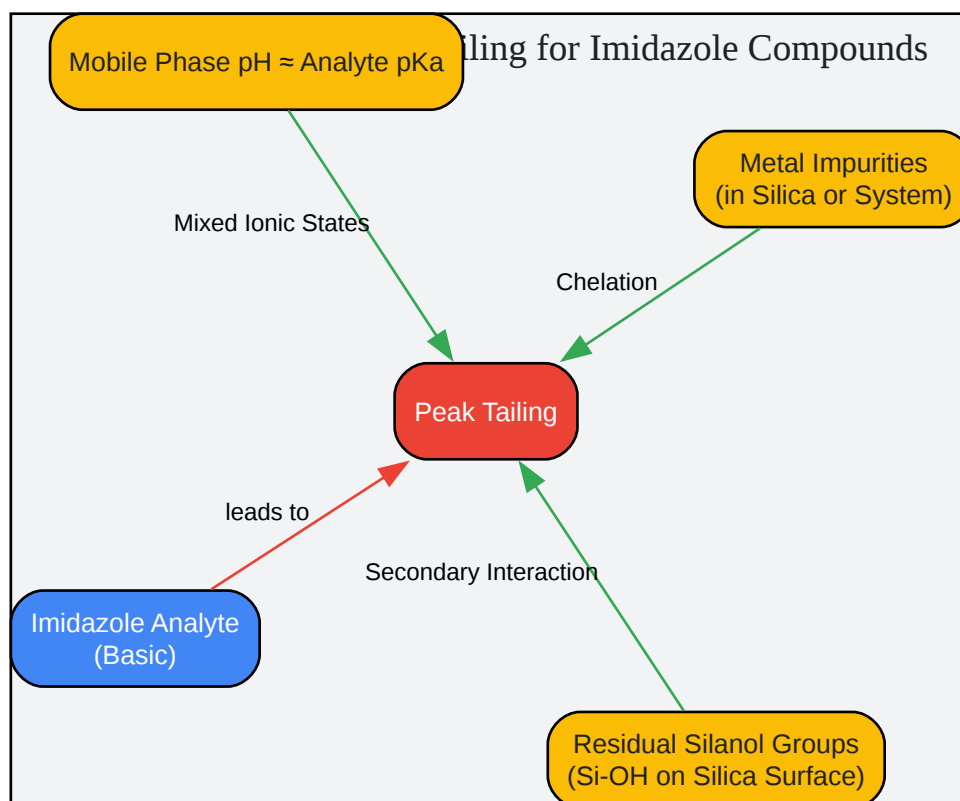 Mobile Phase pH ≈ Analyte pKa
iling for Imidazole Compounds
Metal Impurities
(in Silica or System)
Mixed Ionic States
Chelation
Peak Tailing
leads to
Secondary Interaction
Imidazole Analyte
(Basic)
Residual Silanol Groups
(Si-OH on Silica Surface)